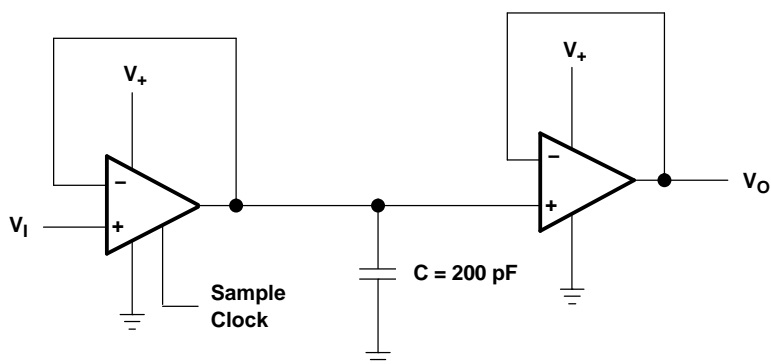 V+
V+
−
+
−
+
VI
VO
C = 200 pF
Sample
Clock